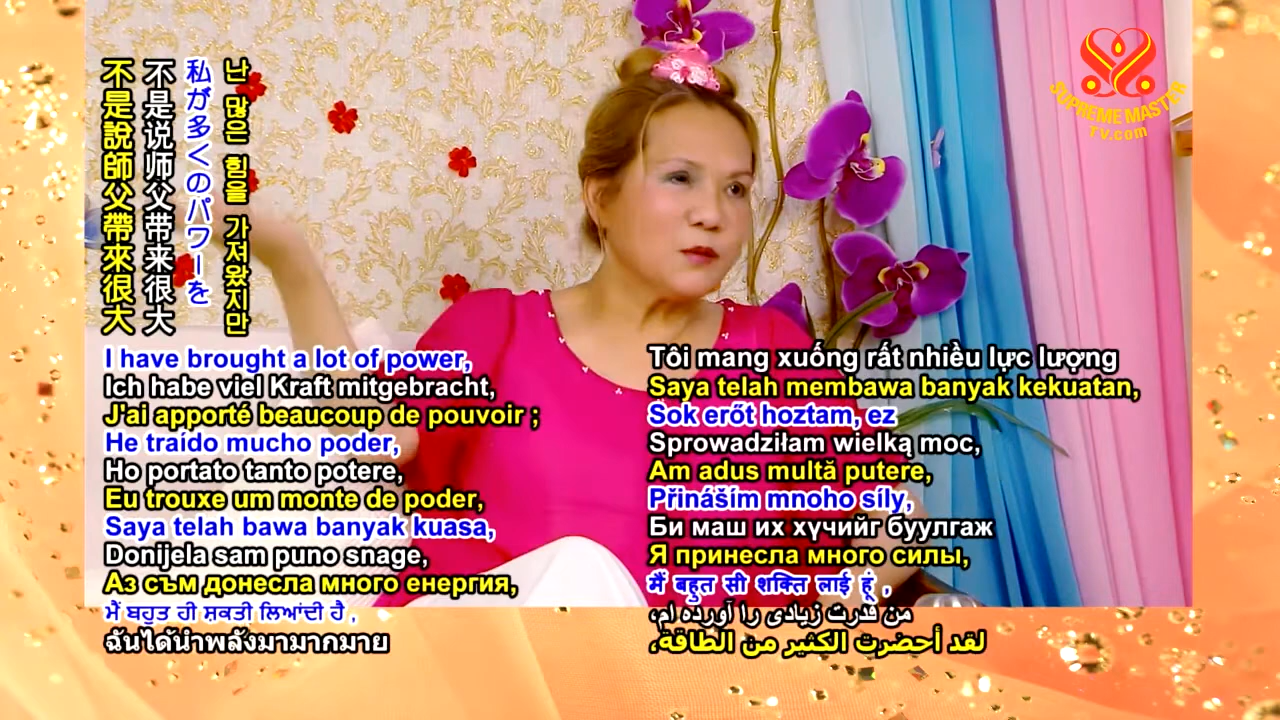 不是說師父帶來很大
不是说师父带来很大
私が多くのパワーを
난 많은 힘을 가져왔지만
SUPREME MASTER
TV.com
I have brought a lot of power,
Ich habe viel Kraft mitgebracht,
J'ai apporté beaucoup de pouvoir ;
He traído mucho poder,
Ho portato tanto potere,
Eu trouxe um monte de poder,
Saya telah bawa banyak kuasa,
Donijela sam puno snage,
Аз съм донесла много енергия,
ਮੈਂ ਬਹੁਤ ਹੀ ਸ਼ਕਤੀ ਲਿਆਂਦੀ ਹੈ ,
ฉันได้นำพลังมามากมาย
Tôi mang xuống rất nhiều lực lượng
Saya telah membawa banyak kekuatan,
Sok erőt hoztam, ez
Sprowadziłam wielką moc,
Am adus multă putere,
Přináším mnoho síly,
Би маш их хүчийг буулгаж
Я принесла много силы,
मैं बहुत सी शक्ति लाई हूं ,
من قدرت زیادی را آورده ام،
لقد أحضرت الكثير من الطاقة،